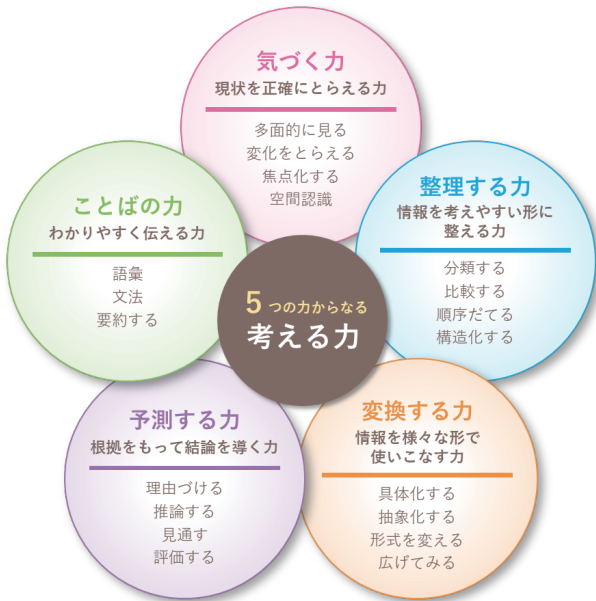 気づく力
現状を正確にとらえる力
多面的に見る
変化をとらえる
焦点化する
空間認識
整理する力
情報を考えやすい形に
整える力
分類する
比較する
順序だてる
構造化する
変換する力
情報を様々な形で
使いこなす力
具体化する
抽象化する
形式を変える
広げてみる
予測する力
根拠をもって結論を導く力
理由づける
推論する
見通す
評価する
ことばの力
わかりやすく伝える力
語彙
文法
要約する
5つの力からなる
考える力